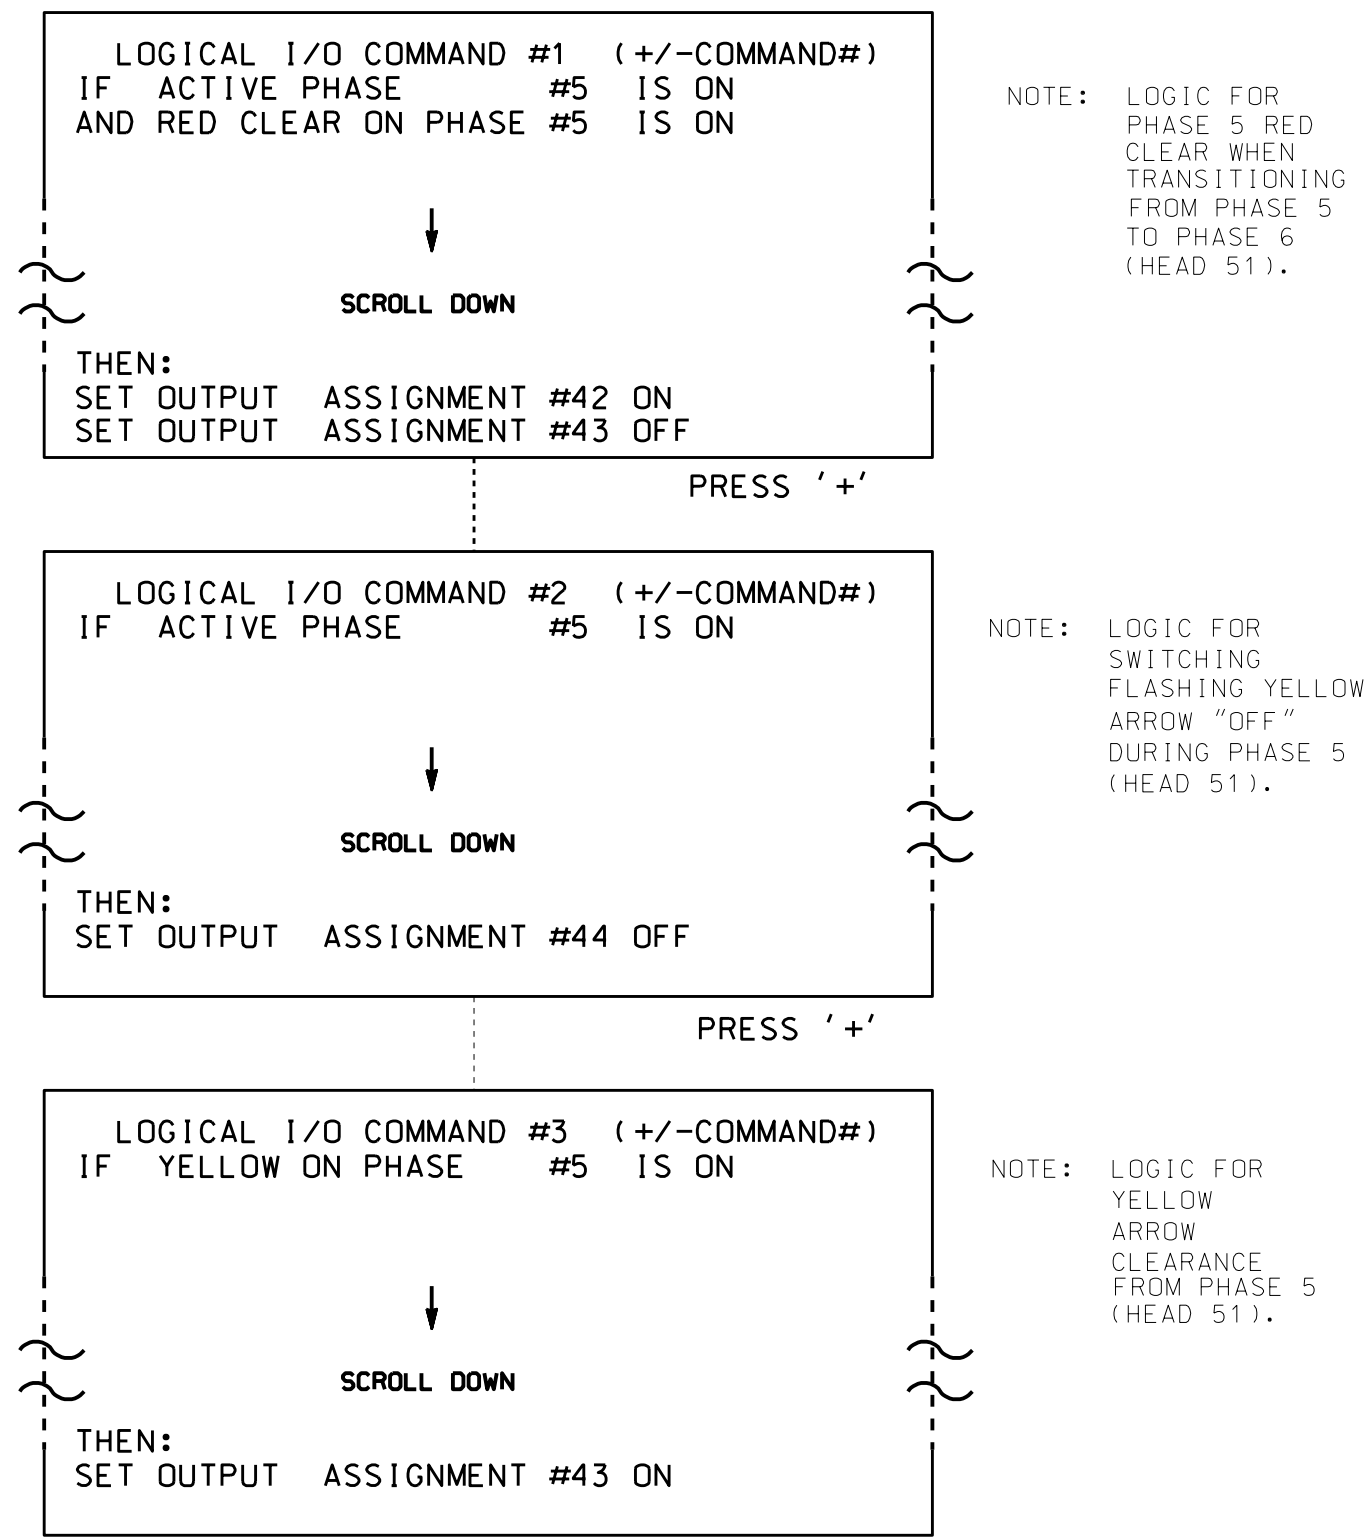 LOGICAL I/O COMMAND #1 (+/-COMMAND#)
IF ACTIVE PHASE #5 IS ON
AND RED CLEAR ON PHASE #5 IS ON
SCROLL DOWN
THEN:
SET OUTPUT ASSIGNMENT #42 ON
SET OUTPUT ASSIGNMENT #43 OFF
NOTE: LOGIC FOR
PHASE 5 RED
CLEAR WHEN
TRANSITIONING
FROM PHASE 5
TO PHASE 6
(HEAD 51).
PRESS '+'
LOGICAL I/O COMMAND #2 (+/-COMMAND#)
IF ACTIVE PHASE #5 IS ON
SCROLL DOWN
THEN:
SET OUTPUT ASSIGNMENT #44 OFF
NOTE: LOGIC FOR
SWITCHING
FLASHING YELLOW
ARROW "OFF"
DURING PHASE 5
(HEAD 51).
PRESS '+'
LOGICAL I/O COMMAND #3 (+/-COMMAND#)
IF YELLOW ON PHASE #5 IS ON
SCROLL DOWN
THEN:
SET OUTPUT ASSIGNMENT #43 ON
NOTE: LOGIC FOR
YELLOW
ARROW
CLEARANCE
FROM PHASE 5
(HEAD 51).